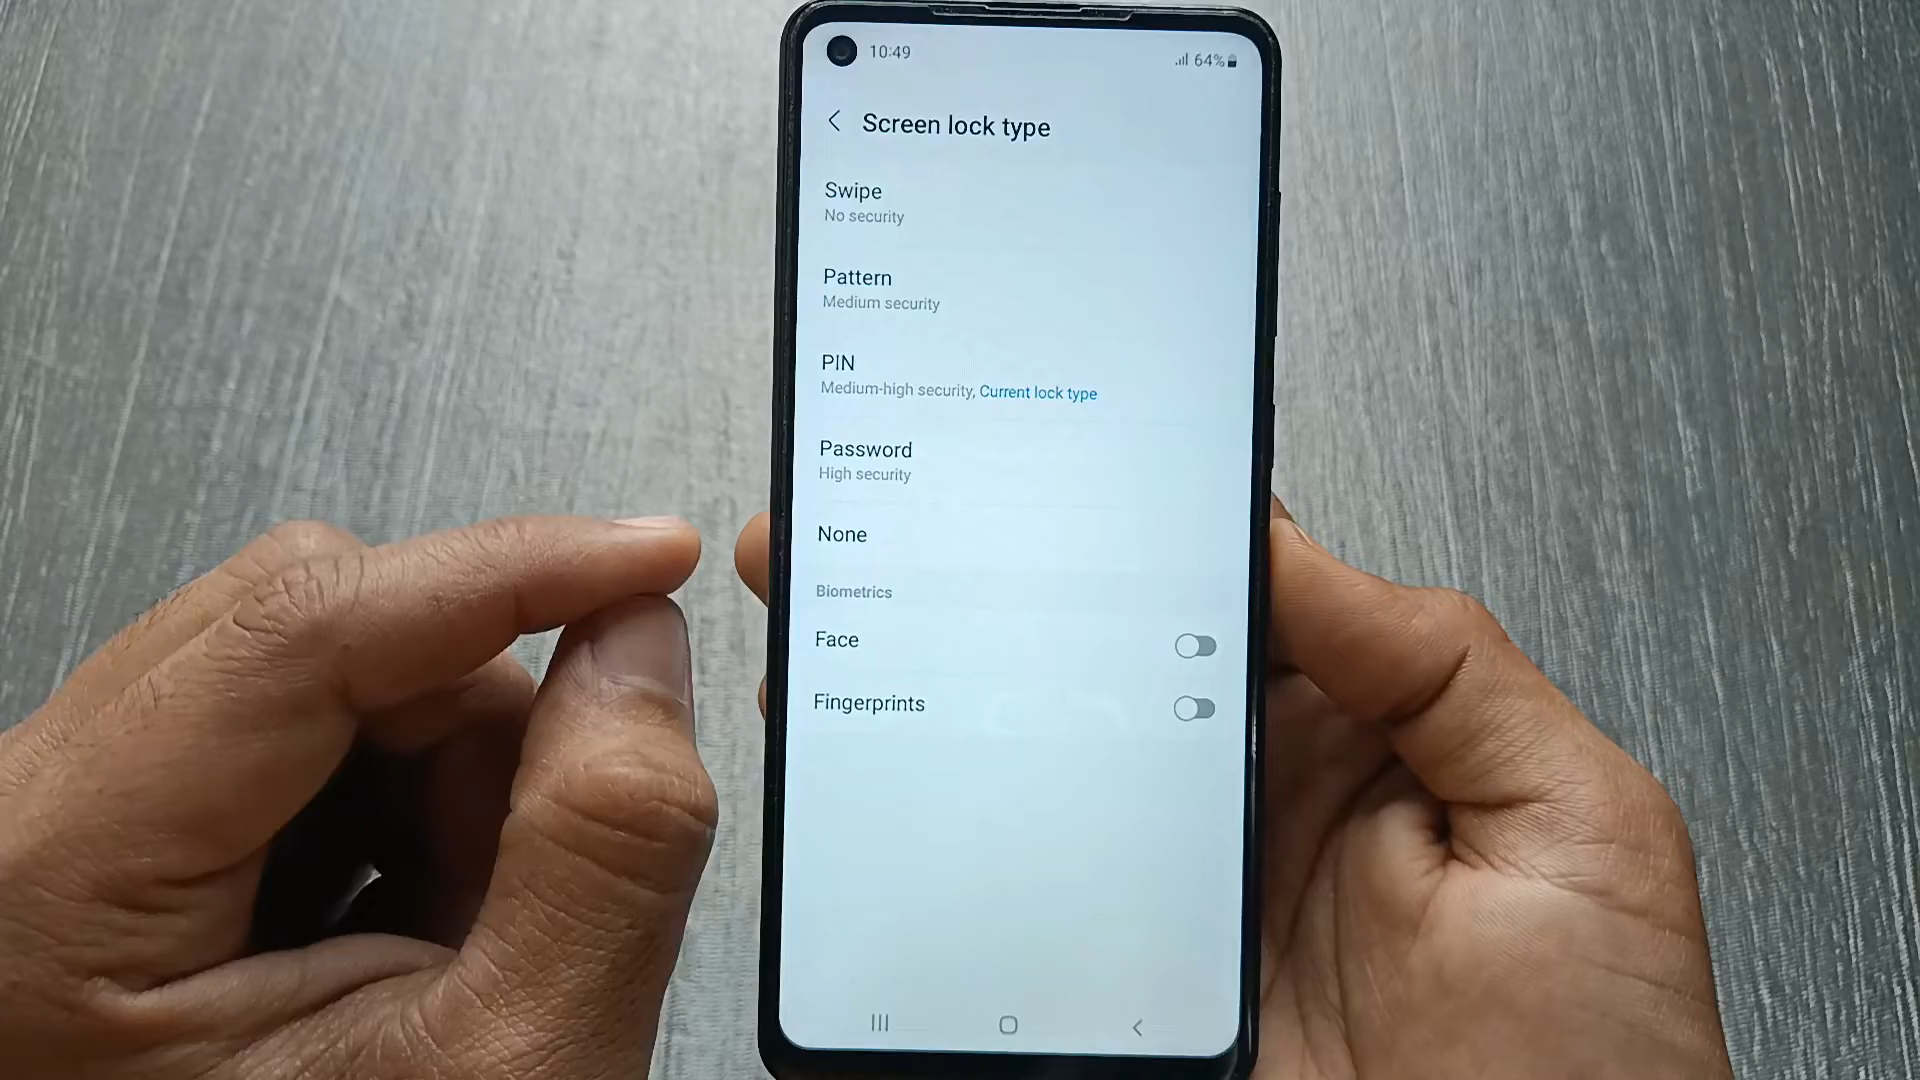 10:49
64%
Screen lock type
Swipe
No security
Pattern
Medium security
PIN
Medium-high security, Current lock type
Password
High security
None
Biometrics
Face
Fingerprints